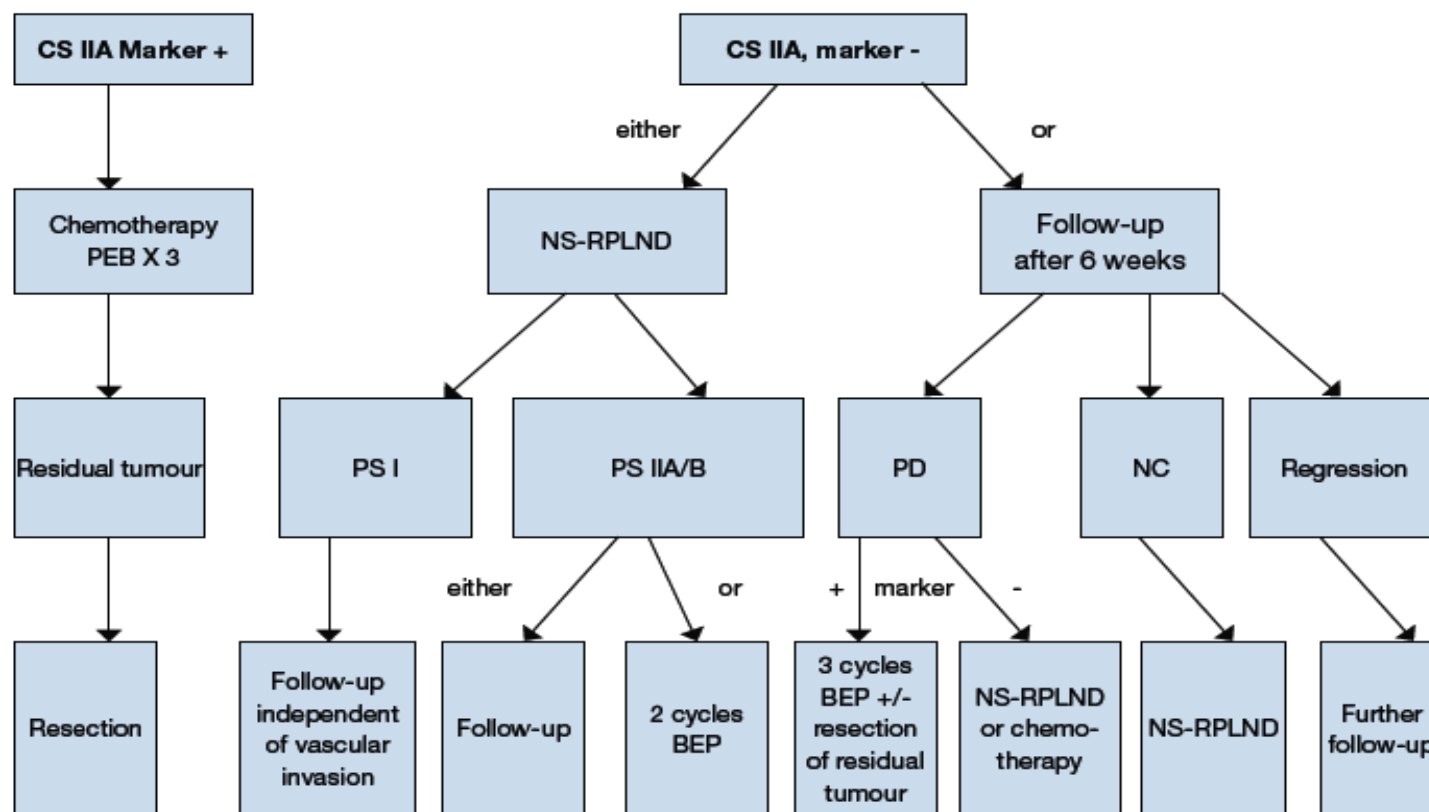 CS IIA Marker +
CS IIA, marker -
either
or
Chemotherapy
PEB X 3
NS-RPLND
Follow-up
after 6 weeks
Residual tumour
PS I
PS IIA/B
PD
NC
Regression
either
or
+ marker -
Resection
Follow-up
independent
of vascular
invasion
Follow-up
2 cycles
BEP
3 cycles
BEP +/-
resection
of residual
tumour
NS-RPLND
or chemo-
therapy
NS-RPLND
Further
follow-up